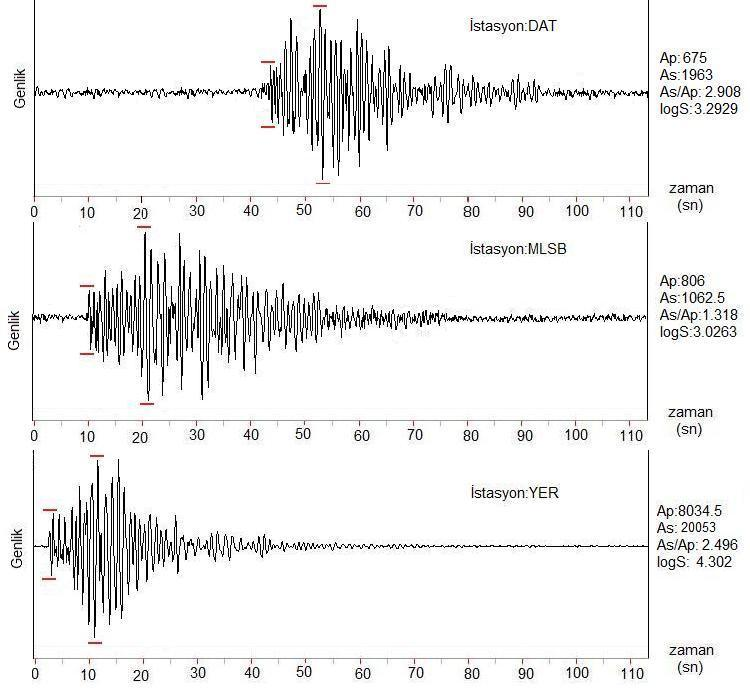 İstasyon:DAT
Genlik
Ap: 675
As:1963
As/Ap: 2.908
logS:3.2929
zaman
(sn)
0 10 20 30 40 50 60 70 80 90 100 110
İstasyon:MLSB
Genlik
Ap:806
As:1062.5
As/Ap:1.318
logS:3.0263
zaman
(sn)
0 10 20 30 40 50 60 70 80 90 100 110
İstasyon:YER
Genlik
Ap:8034.5
As: 20053
As/Ap: 2.496
logS: 4.302
zaman
(sn)
0 10 20 30 40 50 60 70 80 90 100 110